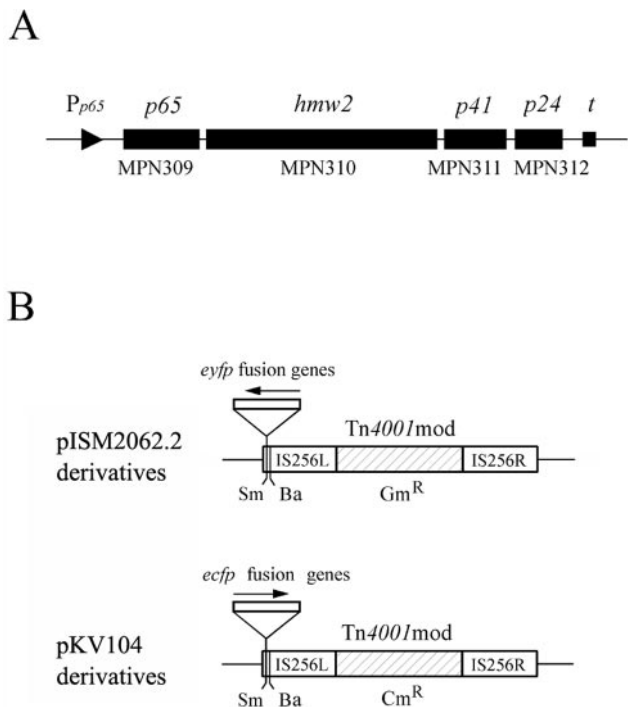 A
Pp65 p65 hmw2 p41 p24 t
MPN309 MPN310 MPN311 MPN312
B
eyfp fusion genes
pISM2062.2
derivatives
Tn4001mod
IS256L IS256R
Sm Ba GmR
ecfp fusion genes
pKV104
derivatives
Tn4001mod
IS256L IS256R
Sm Ba CmR